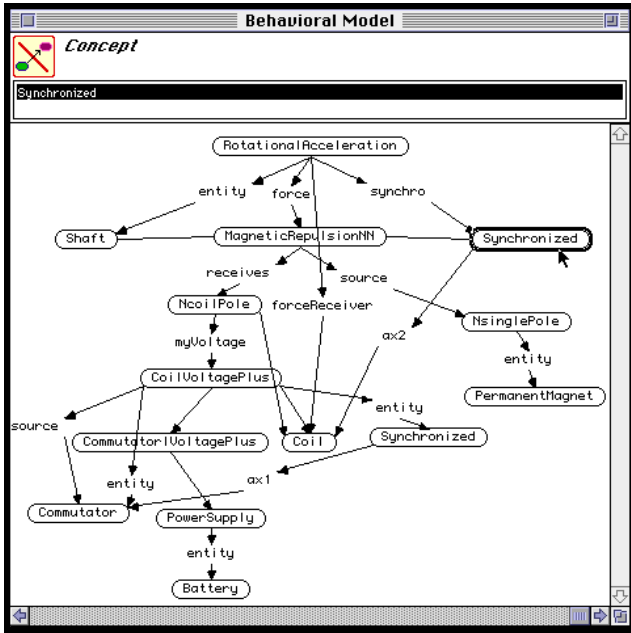 Behavioral Model
Concept
Synchronized
RotationalAcceleration
entity force synchro
Shaft MagneticRepulsionNN Synchronized
receives source
NcoilPole forceReceiver NsinglePole
myVoltage ax2 entity
CoilVoltagePlus PermanentMagnet
source entity
CommutatorIVoltagePlus Coil Synchronized
entity ax1
Commutator PowerSupply
entity
Battery